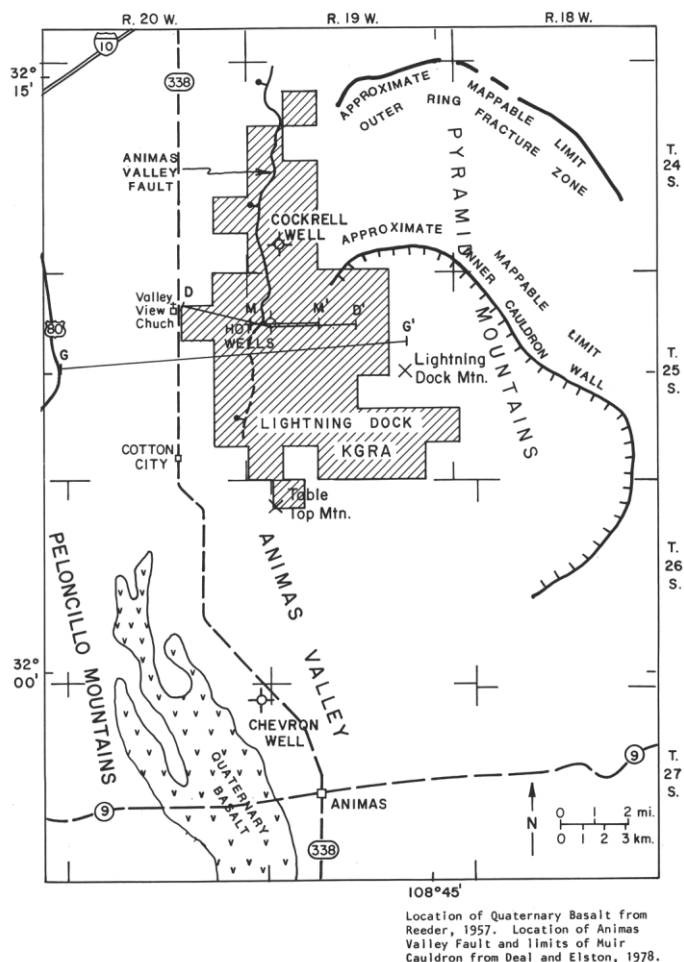 R. 20 W.
R. 19 W.
R. 18 W.
10
32°
15'
338
APPROXIMATE MAPPABLE LIMIT
OUTER RING FRACTURE ZONE
T.
24
S.
ANIMAS
VALLEY
FAULT
PYRAMID
MOUNTAINS
COCKRELL
WELL
APPROXIMATE MAPPABLE LIMIT
INNER CAULDRON WALL
D
Valley
View
Chuch
M
M'
D'
HOT WELLS
G'
80
G
Lightning
Dock Mtn.
T.
25
S.
LIGHTNING DOCK
KGRA
COTTON
CITY
Table
Top Mtn.
T.
26
S.
PELONCILLO MOUNTAINS
ANIMAS VALLEY
32°
00'
CHEVRON
WELL
QUATERNARY
BASALT
9
T.
27
S.
9
ANIMAS
N
0 1 2 mi.
0 1 2 3 km.
338
108°45'
Location of Quaternary Basalt from
Reeder, 1957. Location of Animas
Valley Fault and limits of Muir
Cauldron from Deal and Elston, 1978.